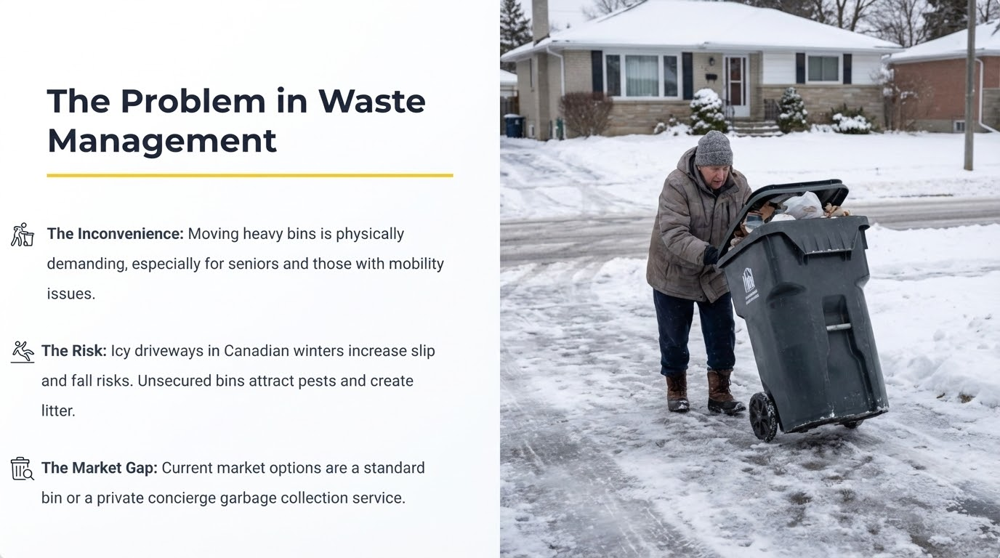 The Problem in Waste
Management
The Inconvenience: Moving heavy bins is physically
demanding, especially for seniors and those with mobility
issues.
The Risk: Icy driveways in Canadian winters increase slip
and fall risks. Unsecured bins attract pests and create
litter.
The Market Gap: Current market options are a standard
bin or a private concierge garbage collection service.